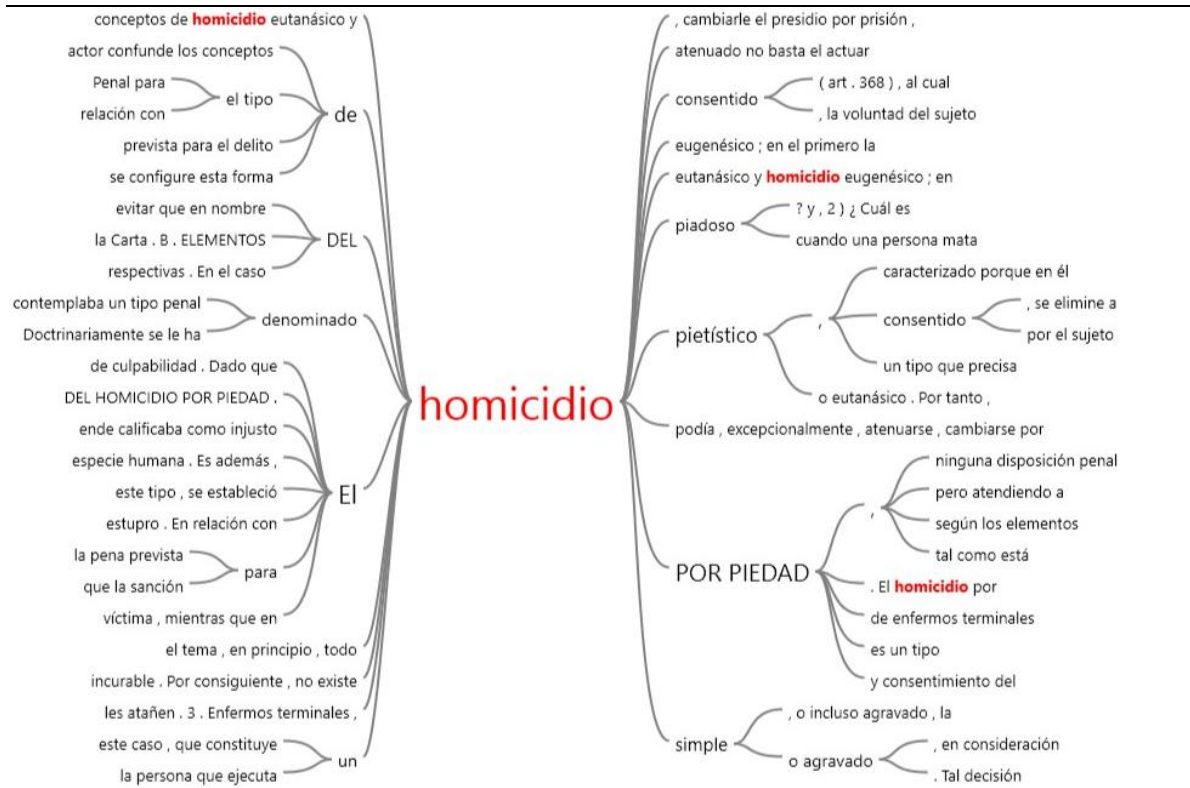 conceptos de homicidio eutanásico y
actor confunde los conceptos
Penal para
relación con
el tipo
prevista para el delito
se configure esta forma
de
evitar que en nombre
la Carta . B . ELEMENTOS
respectivas . En el caso
DEL
contemplaba un tipo penal
Doctrinariamente se le ha
denominado
de culpabilidad . Dado que
DEL HOMICIDIO POR PIEDAD .
ende calificaba como injusto
especie humana . Es además ,
este tipo , se estableció
estupro . En relación con
la pena prevista
que la sanción
para
víctima , mientras que en
El
el tema , en principio , todo
incurable . Por consiguiente , no existe
les atañen . 3 . Enfermos terminales ,
este caso , que constituye
la persona que ejecuta
un
homicidio
, cambiarle el presidio por prisión ,
atenuado no basta el actuar
consentido
( art . 368 ) , al cual
, la voluntad del sujeto
eugenésico ; en el primero la
eutanásico y homicidio eugenésico ; en
piadoso
? y , 2 ) ¿ Cuál es
cuando una persona mata
pietístico
,
caracterizado porque en él
consentido
, se elimine a
por el sujeto
un tipo que precisa
o eutanásico . Por tanto ,
podía , excepcionalmente , atenuarse , cambiarse por
POR PIEDAD
,
ninguna disposición penal
pero atendiendo a
según los elementos
tal como está
. El homicidio por
de enfermos terminales
es un tipo
y consentimiento del
simple
, o incluso agravado , la
o agravado
, en consideración
. Tal decisión